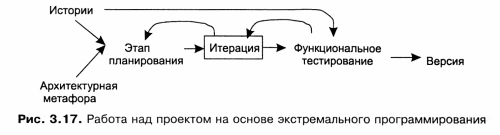 Истории
Этап
планирования
Итерация
Функциональное
тестирование
Версия
Архитектурная
метафора
Рис. 3.17. Работа над проектом на основе экстремального программирования